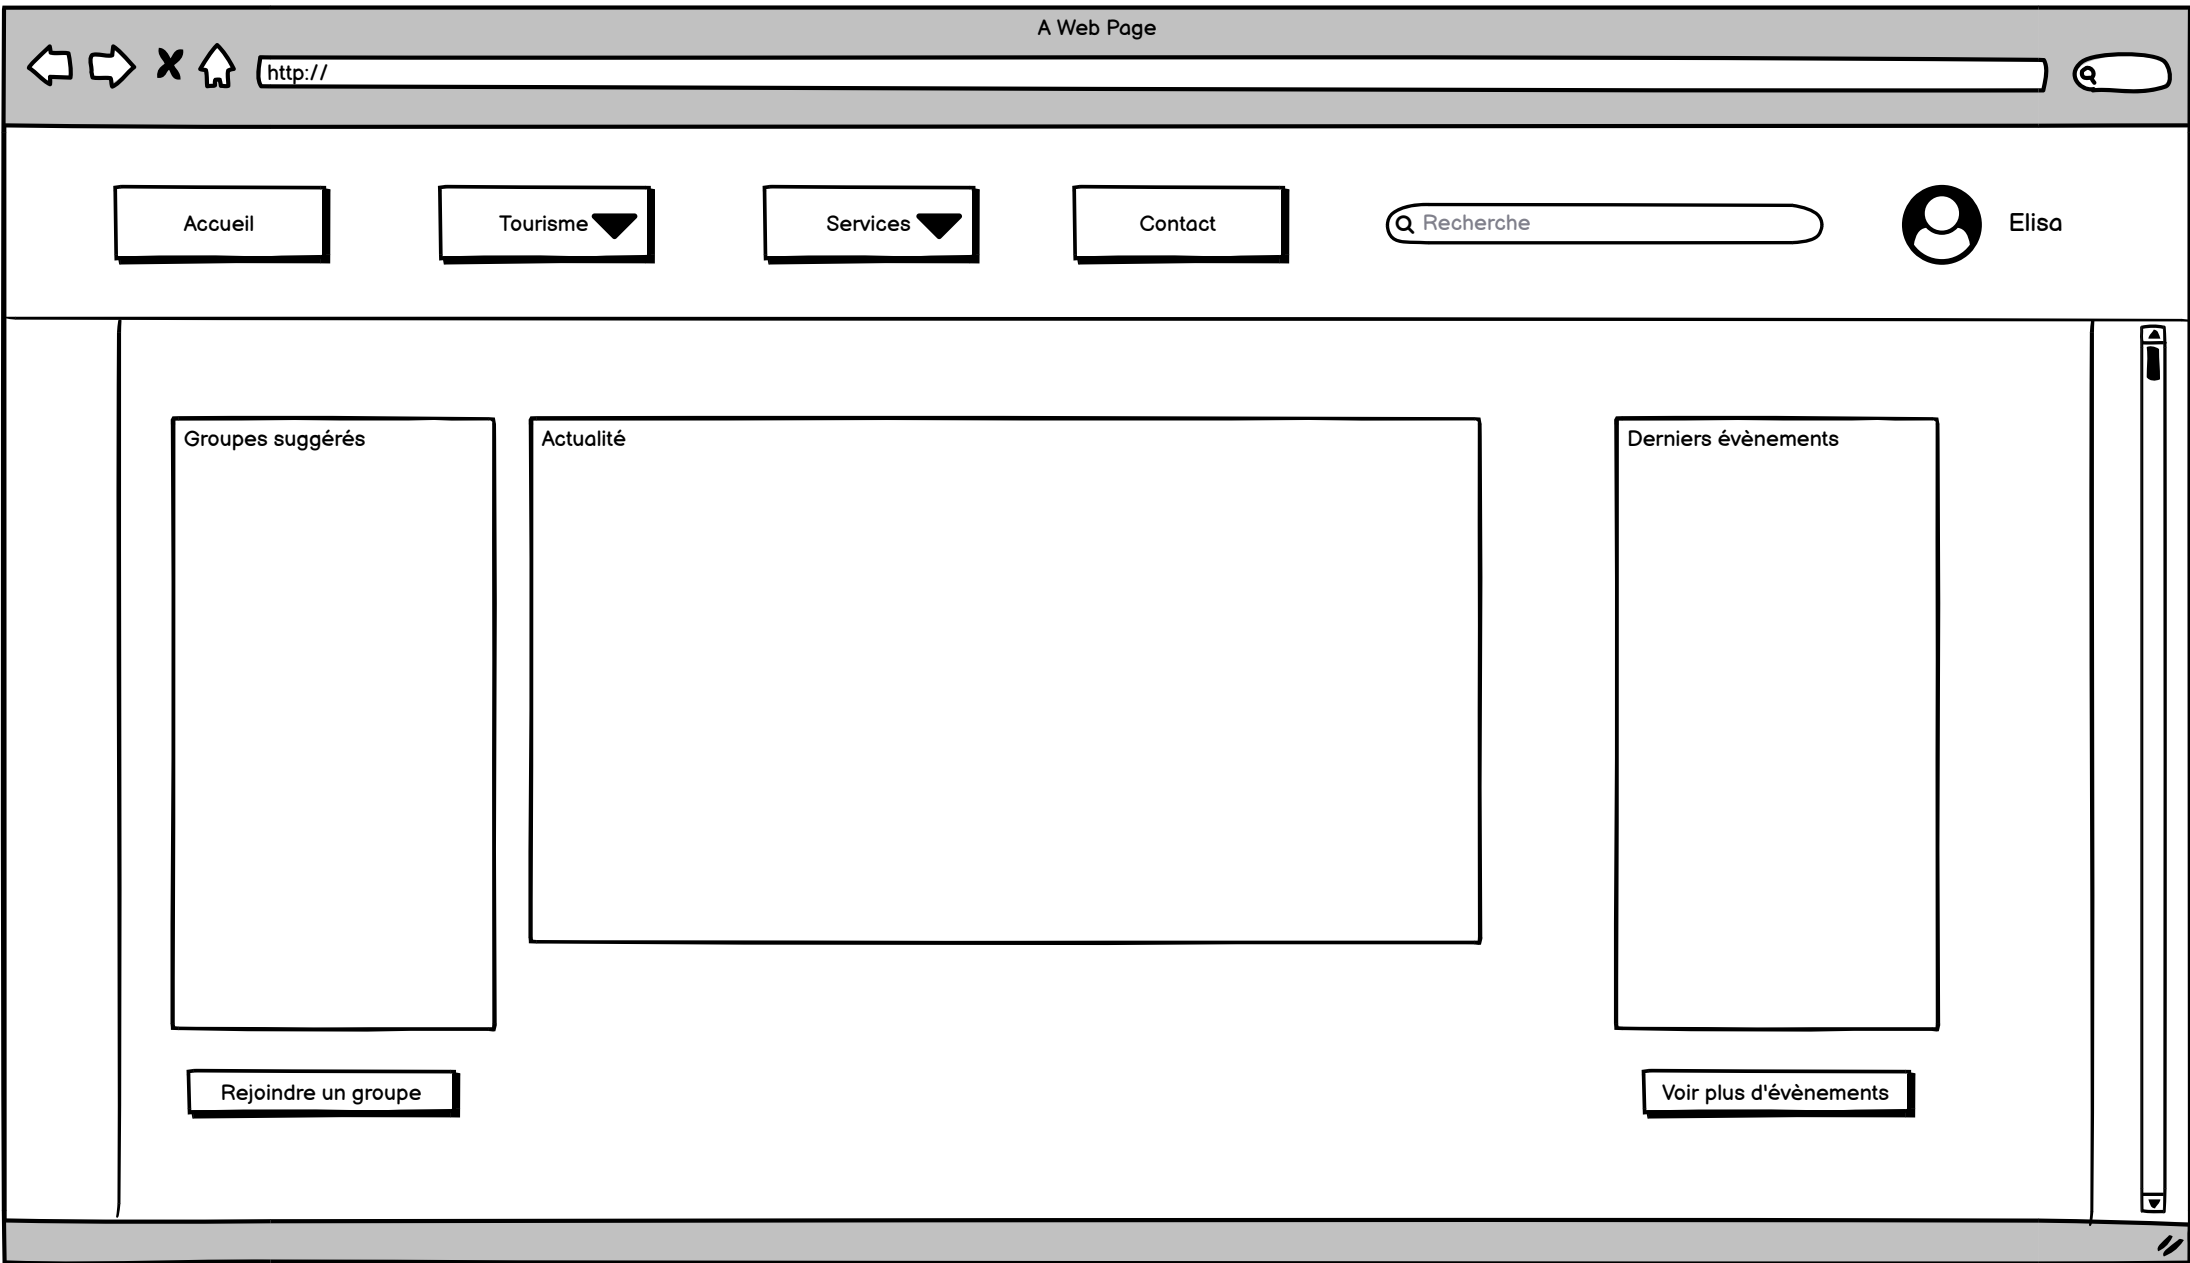 A Web Page
http://
Accueil
Tourisme
Services
Contact
Recherche
Elisa
Groupes suggérés
Actualité
Derniers évènements
Rejoindre un groupe
Voir plus d'évènements